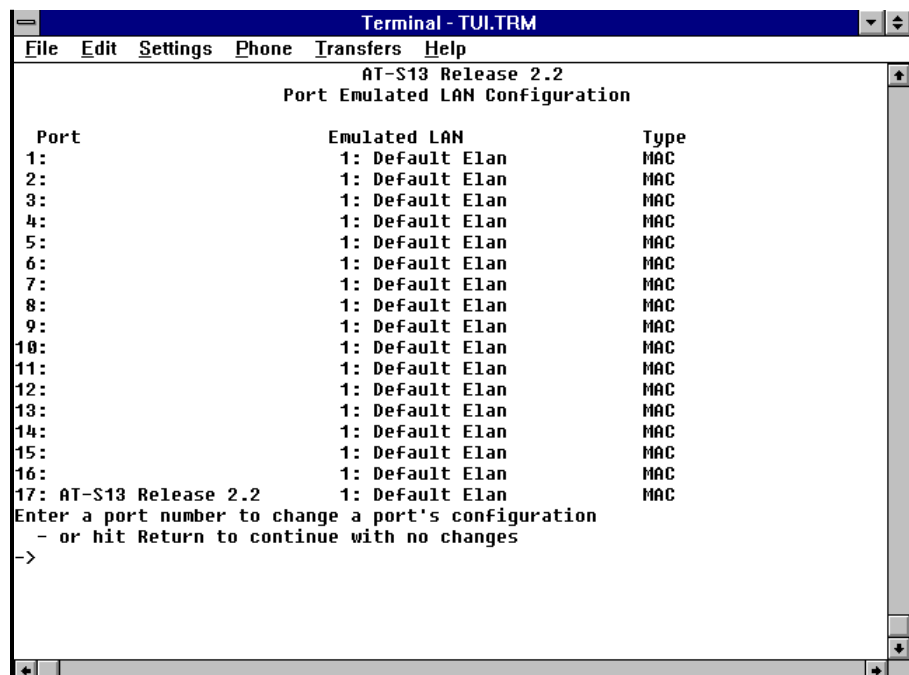 Terminal - TUI.TRM
File Edit Settings Phone Transfers Help
AT-S13 Release 2.2
Port Emulated LAN Configuration
Port Emulated LAN Type
1: 1: Default Elan MAC
2: 1: Default Elan MAC
3: 1: Default Elan MAC
4: 1: Default Elan MAC
5: 1: Default Elan MAC
6: 1: Default Elan MAC
7: 1: Default Elan MAC
8: 1: Default Elan MAC
9: 1: Default Elan MAC
10: 1: Default Elan MAC
11: 1: Default Elan MAC
12: 1: Default Elan MAC
13: 1: Default Elan MAC
14: 1: Default Elan MAC
15: 1: Default Elan MAC
16: 1: Default Elan MAC
17: AT-S13 Release 2.2 1: Default Elan MAC
Enter a port number to change a port's configuration
- or hit Return to continue with no changes
->